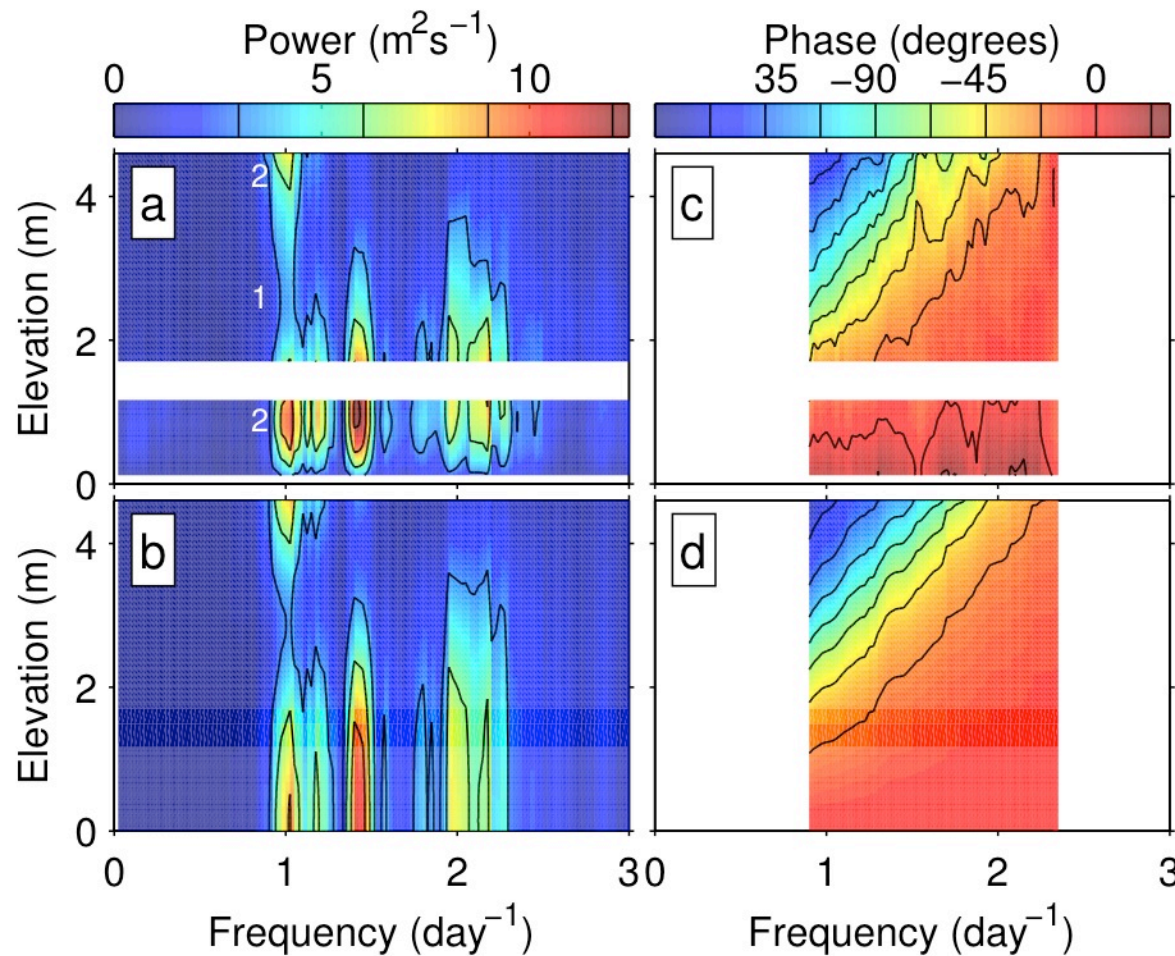 Power (m²s⁻¹)
Phase (degrees)
0 5 10
35 −90 −45 0
Elevation (m)
4
2
0
a
2
1
2
c
Elevation (m)
4
2
0
b
d
0 1 2 3
0 1 2 3
Frequency (day⁻¹)
Frequency (day⁻¹)